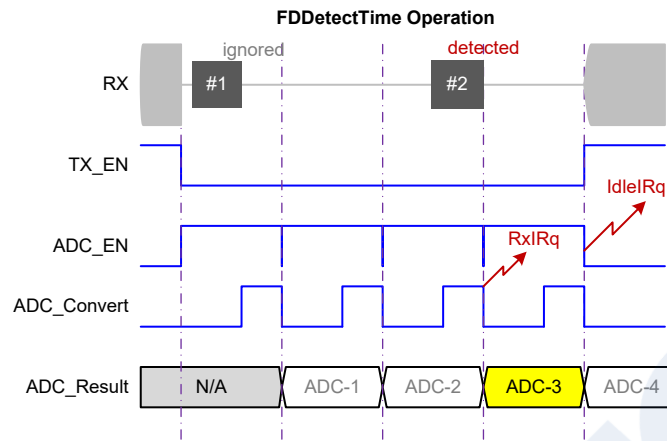 FDDetectTime Operation
ignored
detected
RX
#1
#2
TX_EN
IdleIRq
ADC_EN
RxIRq
ADC_Convert
ADC_Result
N/A
ADC-1
ADC-2
ADC-3
ADC-4